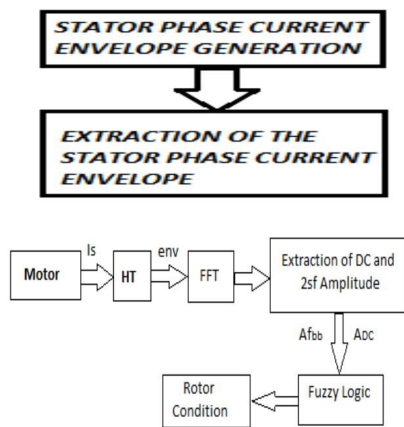 STATOR PHASE CURRENT
ENVELOPE GENERATION
EXTRACTION OF THE
STATOR PHASE CURRENT
ENVELOPE
Is
env
Motor
HT
FFT
Extraction of DC and
2sf Amplitude
Afbb
ADC
Rotor
Condition
Fuzzy Logic